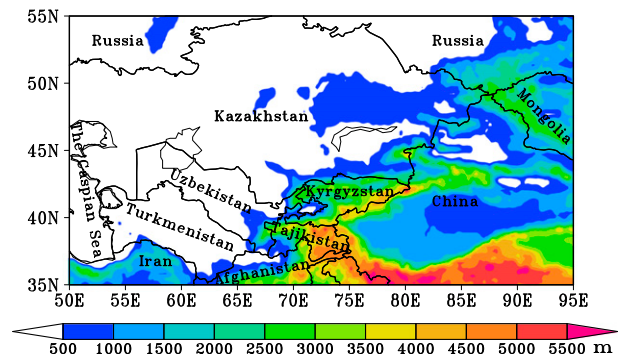 55N
50N
45N
40N
35N
Russia
Russia
Kazakhstan
Mongolia
The Caspian Sea
Uzbekistan
Kyrgyzstan
China
Turkmenistan
Tajikistan
Iran
Afghanistan
50E 55E 60E 65E 70E 75E 80E 85E 90E 95E
500 1000 1500 2000 2500 3000 3500 4000 4500 5000 5500 m